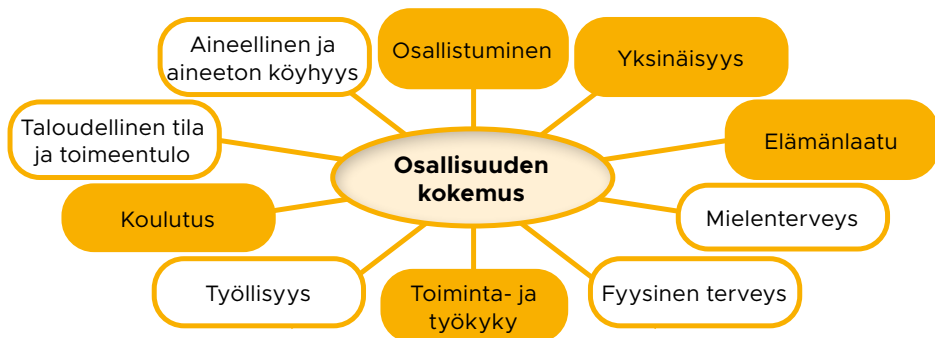 Aineellinen ja
aineeton köyhyys
Osallistuminen
Yksinäisyys
Taloudellinen tila
ja toimeentulo
Elämänlaatu
Osallisuuden
kokemus
Koulutus
Mielenterveys
Työllisyys
Toiminta- ja
työkyky
Fyysinen terveys